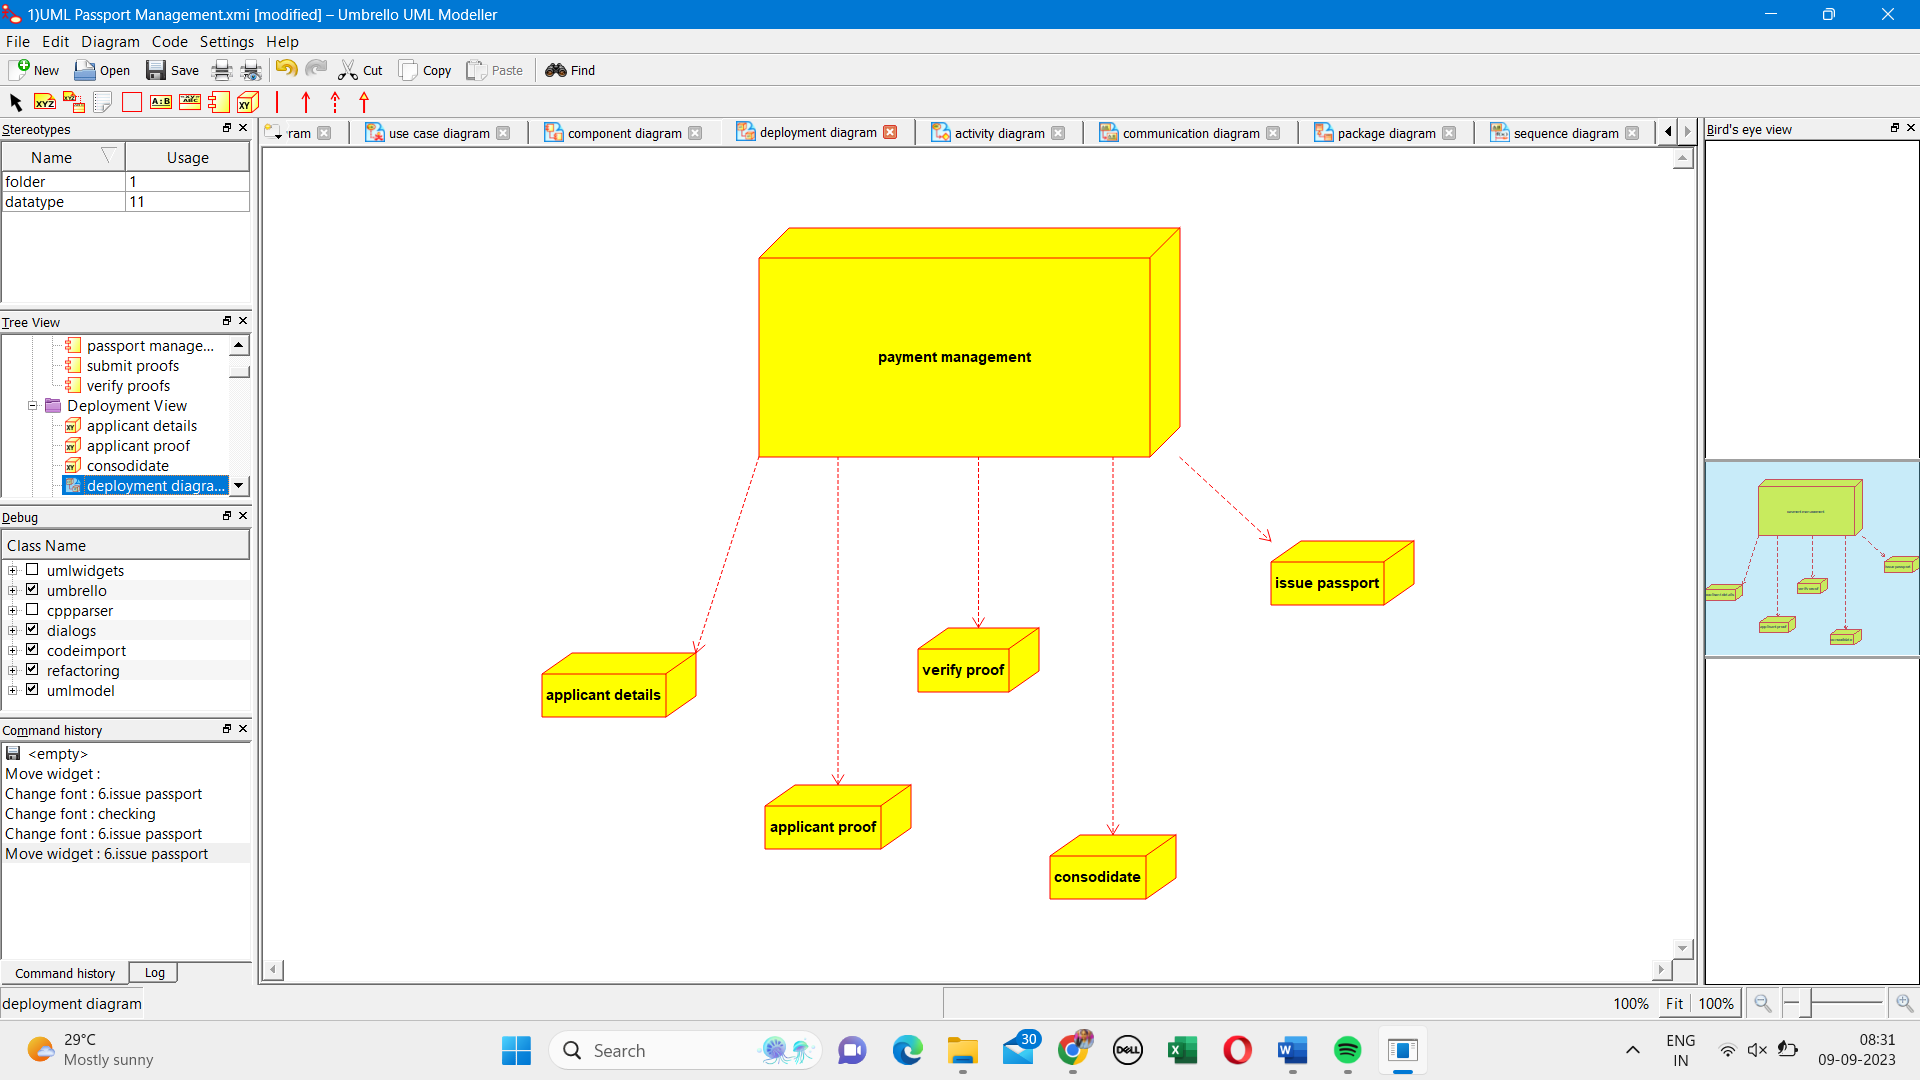 1)UML Passport Management.xmi [modified] – Umbrello UML Modeller
File Edit Diagram Code Settings Help
New Open Save Cut Copy Paste Find
XYZ A:B ABC XY
Stereotypes
Name Usage
folder 1
datatype 11
Tree View
passport manage...
submit proofs
verify proofs
Deployment View
applicant details
applicant proof
consodidate
deployment diagra...
Debug
Class Name
umlwidgets
umbrello
cppparser
dialogs
codeimport
refactoring
umlmodel
Command history
<empty>
Move widget :
Change font : 6.issue passport
Change font : checking
Change font : 6.issue passport
Move widget : 6.issue passport
Command history Log
ram use case diagram component diagram deployment diagram activity diagram communication diagram package diagram sequence diagram
payment management
issue passport
verify proof
applicant details
applicant proof
consodidate
Bird's eye view
deployment diagram
100% Fit 100%
29°C
Mostly sunny
Search
30
DELL
ENG
IN
08:31
09-09-2023